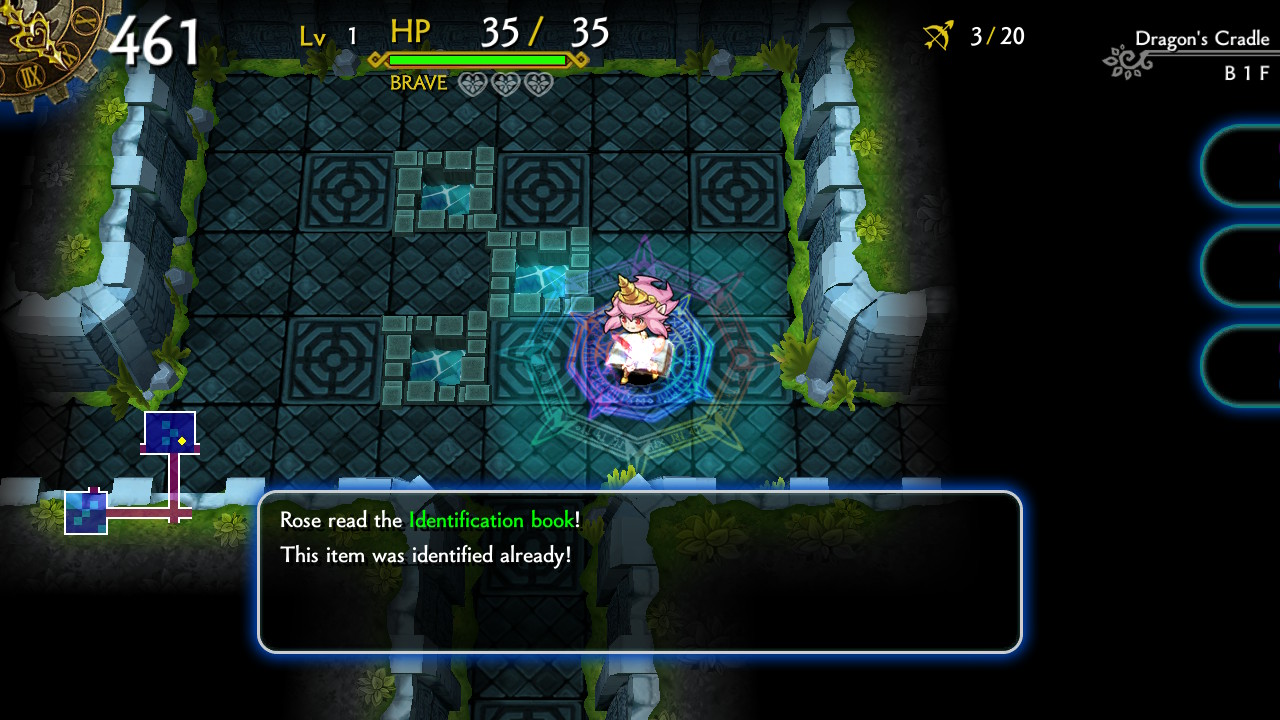 461
Lv 1
HP 35 / 35
BRAVE
3/20
Dragon's Cradle
B1F
Rose read the Identification book!
This item was identified already!